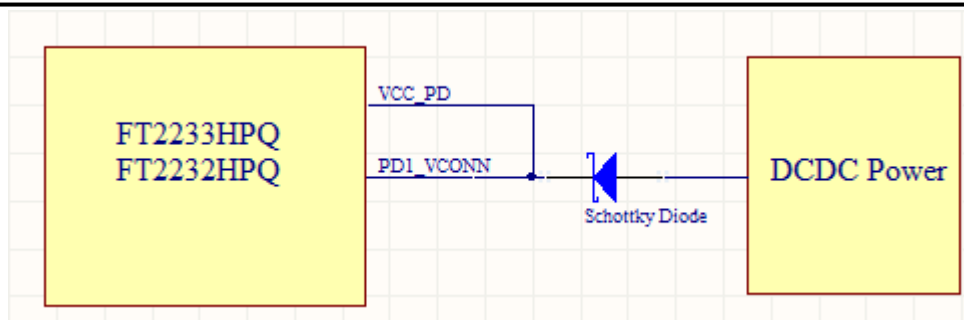 VCC_PD
FT2233HPQ
FT2232HPQ
PD1_VCONN
DCDC Power
Schottky Diode